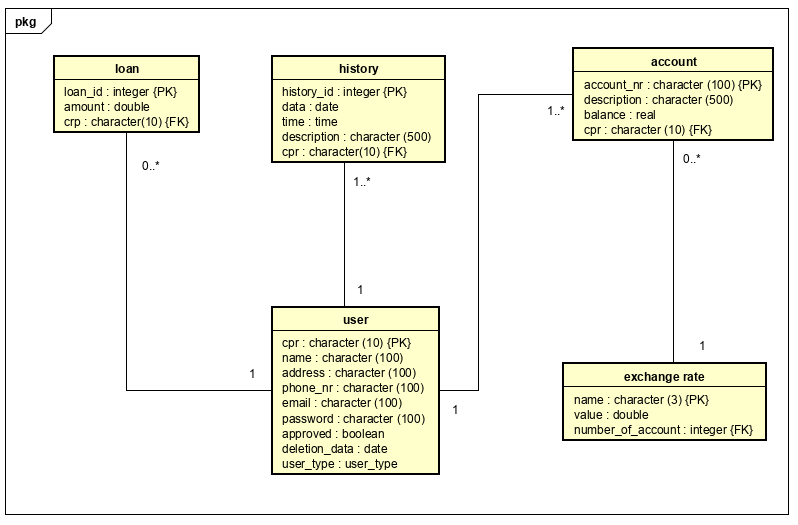 pkg
loan
loan_id : integer {PK}
amount : double
crp : character(10) {FK}
0..*
history
history_id : integer {PK}
data : date
time : time
description : character (500)
cpr : character(10) {FK}
1..*
1
account
account_nr : character (100) {PK}
description : character (500)
balance : real
cpr : character (10) {FK}
1..*
0..*
user
cpr : character (10) {PK}
name : character (100)
address : character (100)
phone_nr : character (100)
email : character (100)
password : character (100)
approved : boolean
deletion_data : date
user_type : user_type
1
1
1
exchange rate
name : character (3) {PK}
value : double
number_of_account : integer {FK}